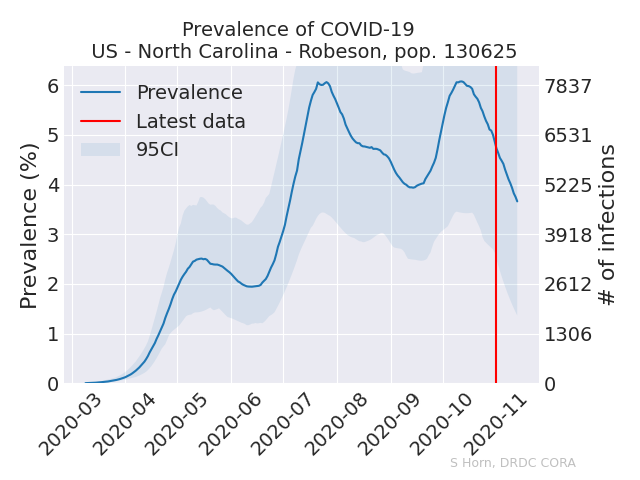 Prevalence of COVID-19
US - North Carolina - Robeson, pop. 130625
Prevalence
Latest data
95CI
Prevalence (%)
6
5
4
3
2
1
0
7837
6531
5225
3918
2612
1306
0
# of infections
2020-03
2020-04
2020-05
2020-06
2020-07
2020-08
2020-09
2020-10
2020-11
S Horn, DRDC CORA